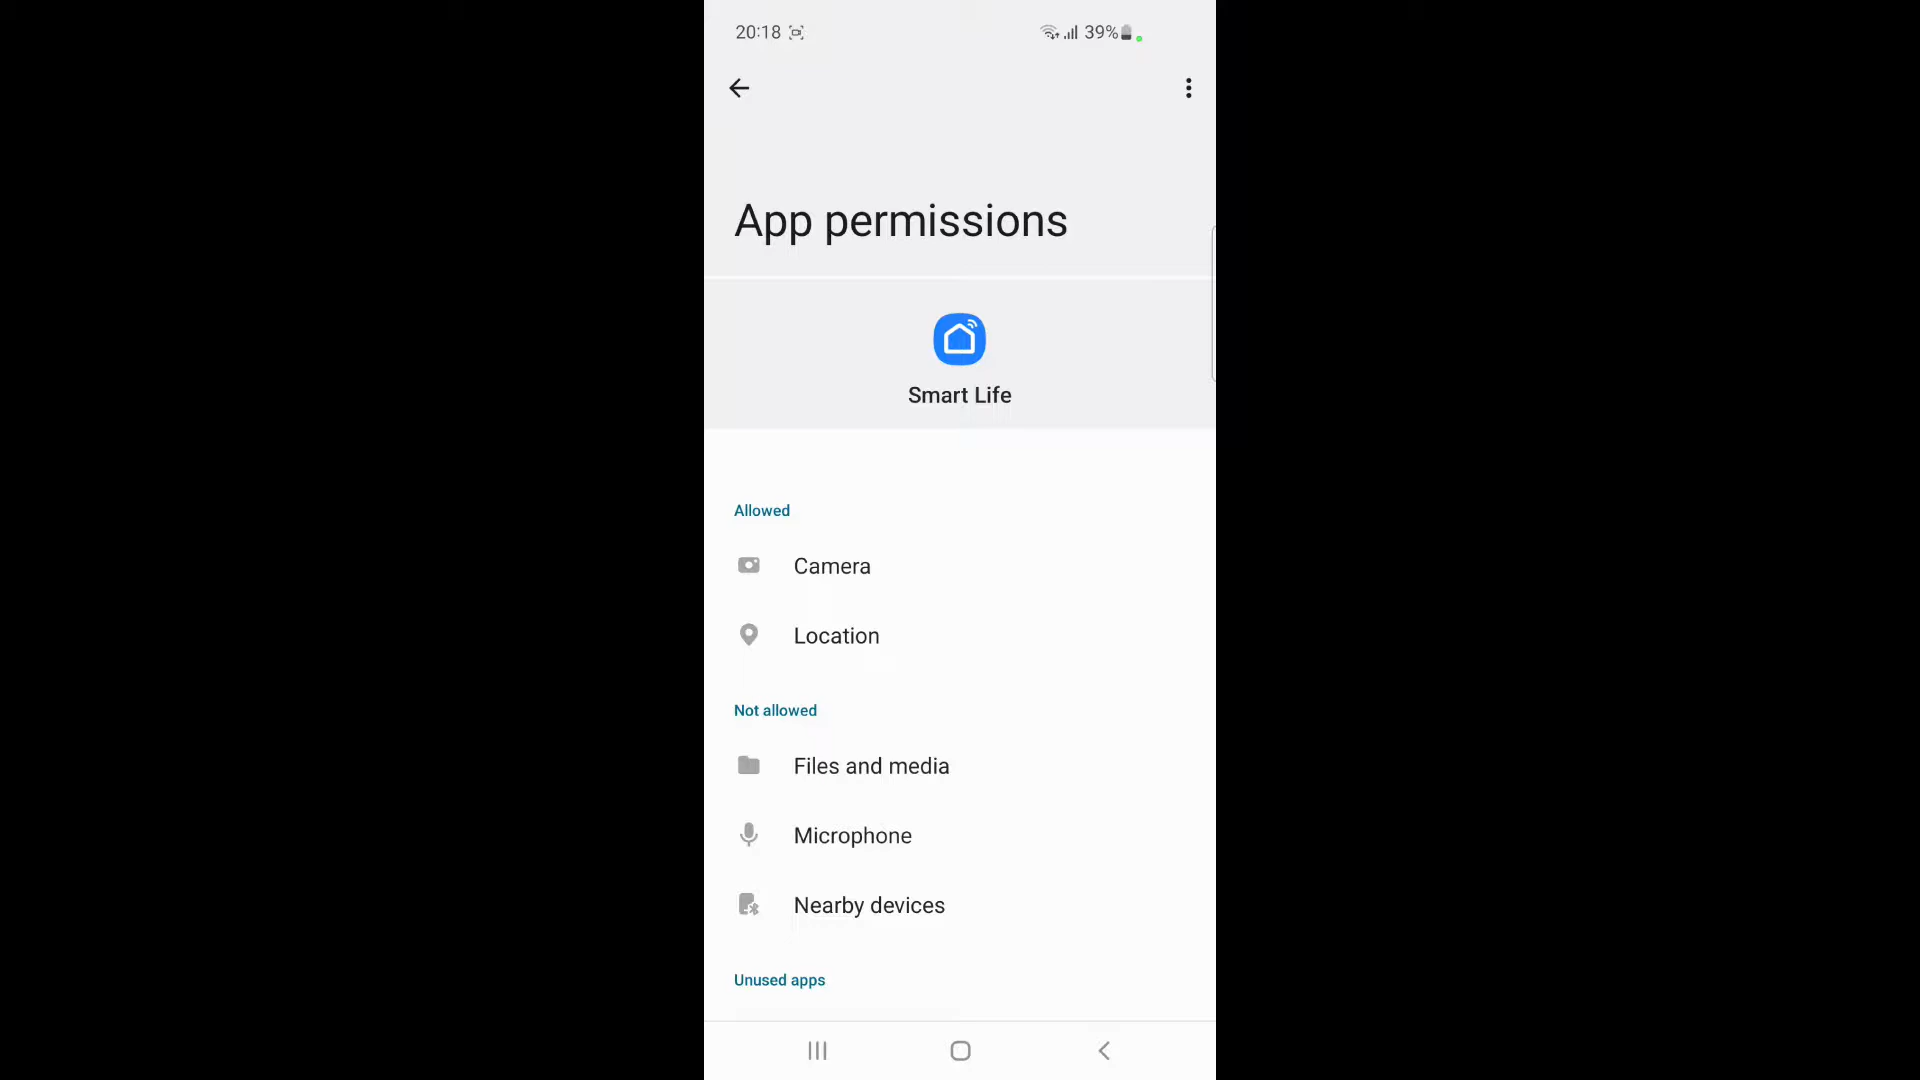 20:18
39%
App permissions
Smart Life
Allowed
Camera
Location
Not allowed
Files and media
Microphone
Nearby devices
Unused apps